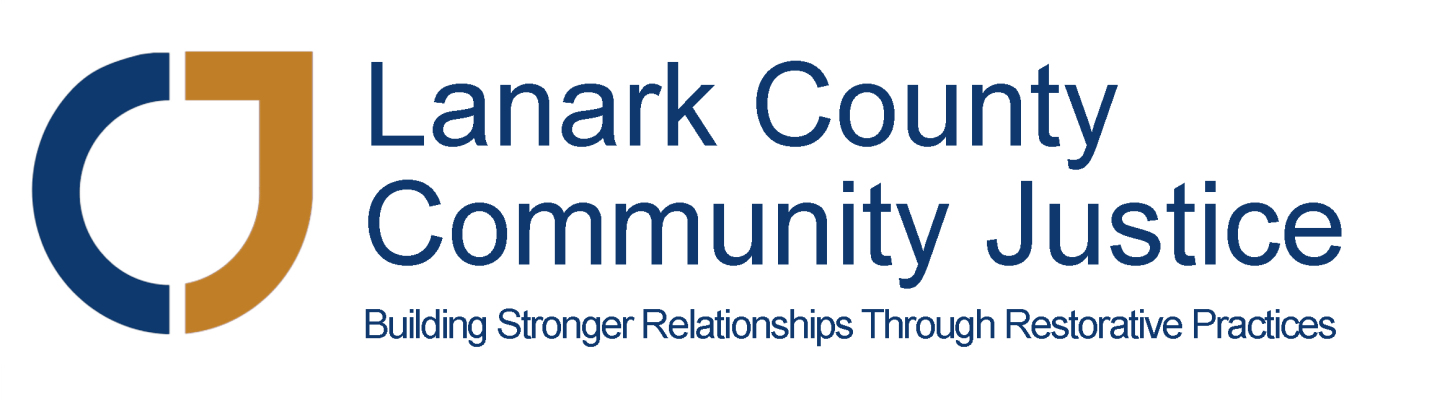 Lanark County
Community Justice
Building Stronger Relationships Through Restorative Practices